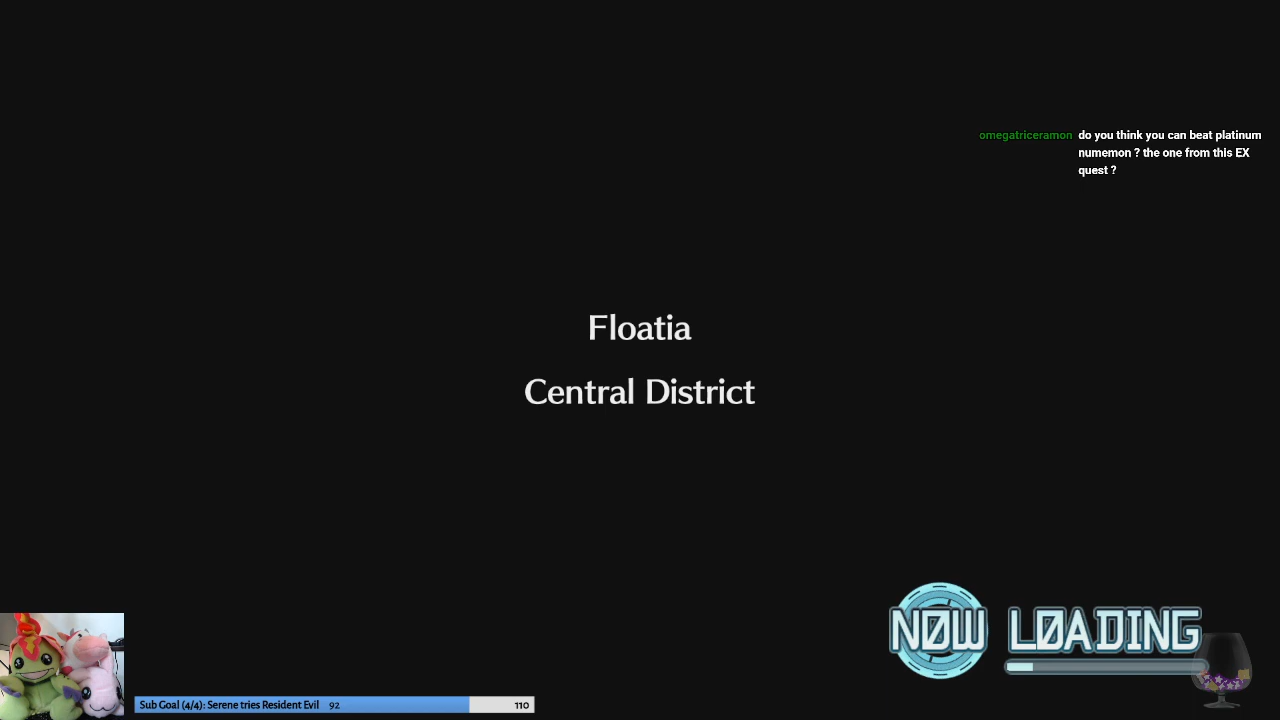 omegatriceramon do you think you can beat platinum
numemon ? the one from this EX
quest ?
Floatia
Central District
NOW LOADING
Sub Goal (4/4): Serene tries Resident Evil 92 110